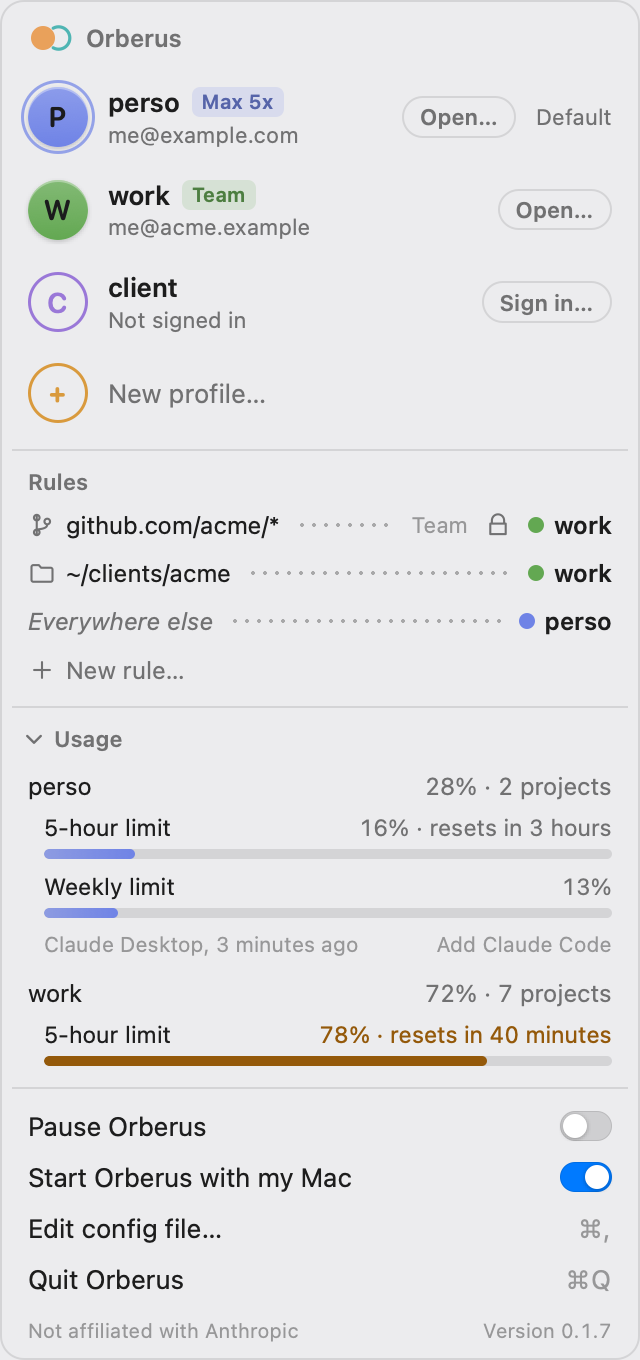 Orberus
P
perso Max 5x
me@example.com
Open...
Default
W
work Team
me@acme.example
Open...
C
client
Not signed in
Sign in...
+ New profile...
Rules
github.com/acme/* Team work
~/clients/acme work
Everywhere else perso
+ New rule...
Usage
perso 28% · 2 projects
5-hour limit 16% · resets in 3 hours
Weekly limit 13%
Claude Desktop, 3 minutes ago Add Claude Code
work 72% · 7 projects
5-hour limit 78% · resets in 40 minutes
Pause Orberus
Start Orberus with my Mac
Edit config file... ⌘,
Quit Orberus ⌘Q
Not affiliated with Anthropic Version 0.1.7